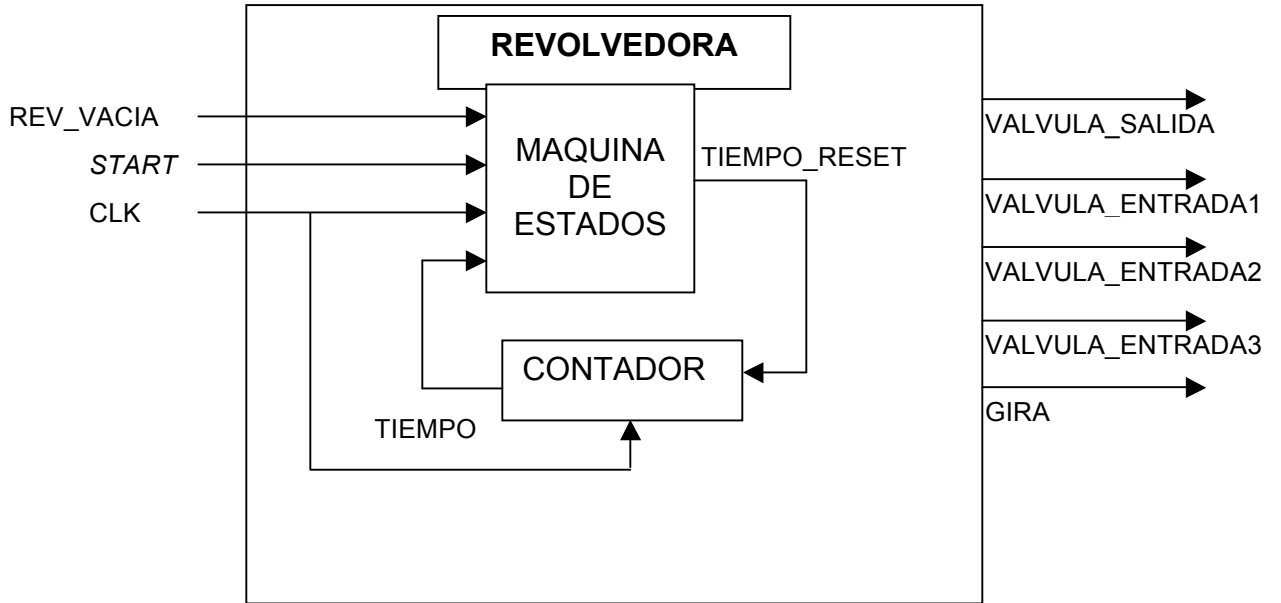 REVOLVEDORA
REV_VACIA
START
CLK
MAQUINA
DE
ESTADOS
TIEMPO_RESET
CONTADOR
TIEMPO
VALVULA_SALIDA
VALVULA_ENTRADA1
VALVULA_ENTRADA2
VALVULA_ENTRADA3
GIRA